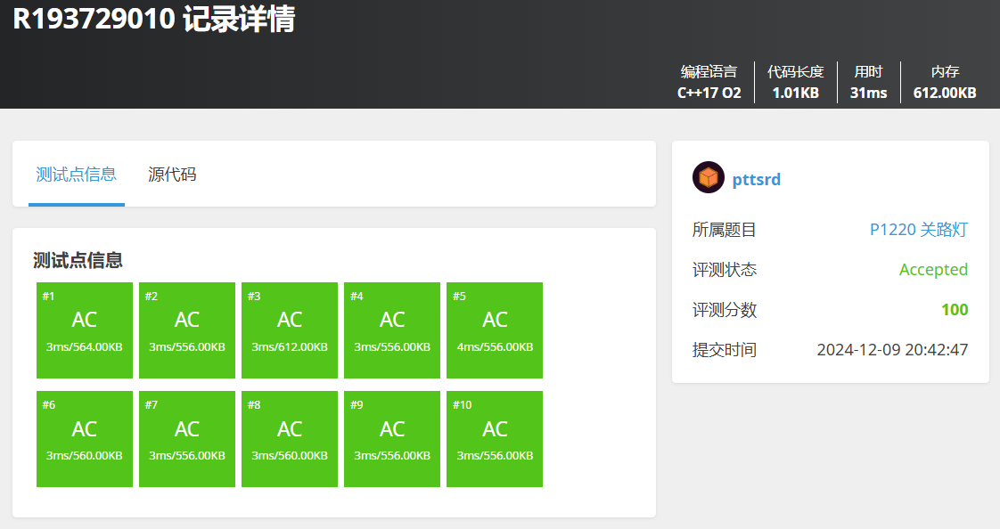 R193729010 记录详情
编程语言 代码长度 用时 内存
C++17 O2 1.01KB 31ms 612.00KB
测试点信息 源代码
测试点信息
#1 #2 #3 #4 #5
AC AC AC AC AC
3ms/564.00KB 3ms/556.00KB 3ms/612.00KB 3ms/556.00KB 4ms/556.00KB
#6 #7 #8 #9 #10
AC AC AC AC AC
3ms/560.00KB 3ms/556.00KB 3ms/560.00KB 3ms/556.00KB 3ms/556.00KB
pttsrd
所属题目 P1220 关路灯
评测状态 Accepted
评测分数 100
提交时间 2024-12-09 20:42:47